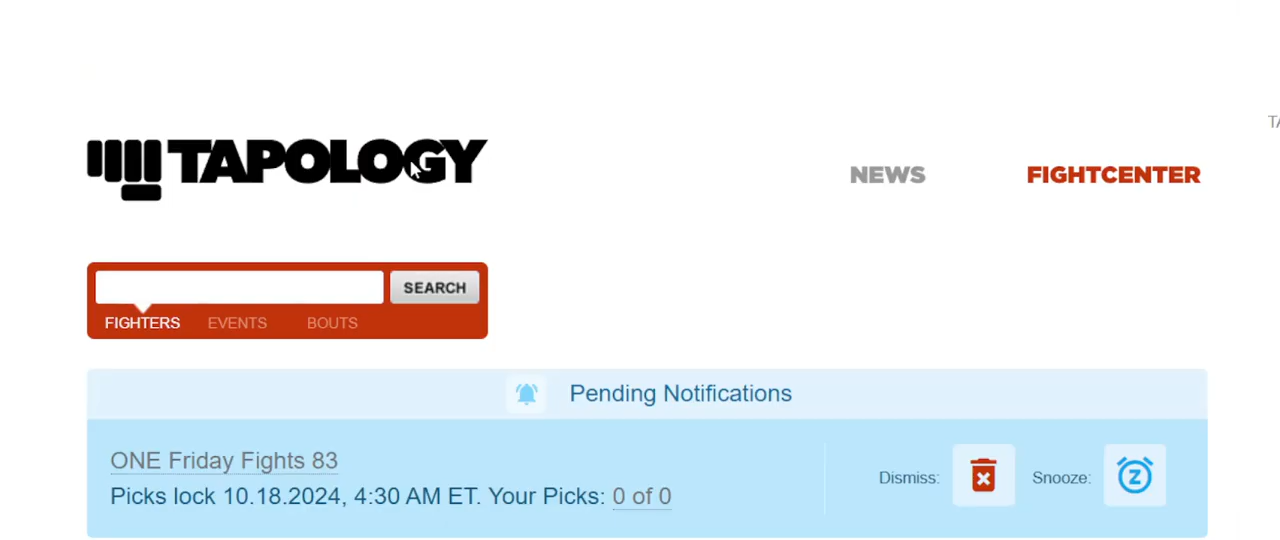 TAPOLOGY
NEWS
FIGHTCENTER
SEARCH
FIGHTERS EVENTS BOUTS
Pending Notifications
ONE Friday Fights 83
Picks lock 10.18.2024, 4:30 AM ET. Your Picks: 0 of 0
Dismiss:
Snooze:
Z